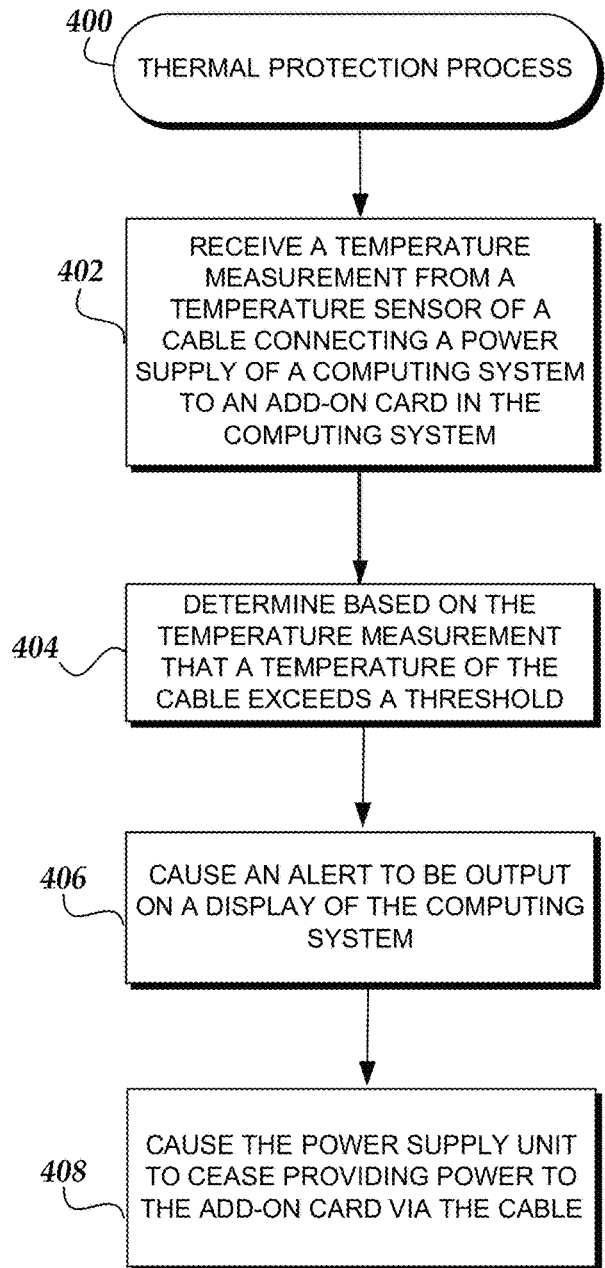 400
THERMAL PROTECTION PROCESS
402
RECEIVE A TEMPERATURE
MEASUREMENT FROM A
TEMPERATURE SENSOR OF A
CABLE CONNECTING A POWER
SUPPLY OF A COMPUTING SYSTEM
TO AN ADD-ON CARD IN THE
COMPUTING SYSTEM
404
DETERMINE BASED ON THE
TEMPERATURE MEASUREMENT
THAT A TEMPERATURE OF THE
CABLE EXCEEDS A THRESHOLD
406
CAUSE AN ALERT TO BE OUTPUT
ON A DISPLAY OF THE COMPUTING
SYSTEM
408
CAUSE THE POWER SUPPLY UNIT
TO CEASE PROVIDING POWER TO
THE ADD-ON CARD VIA THE CABLE